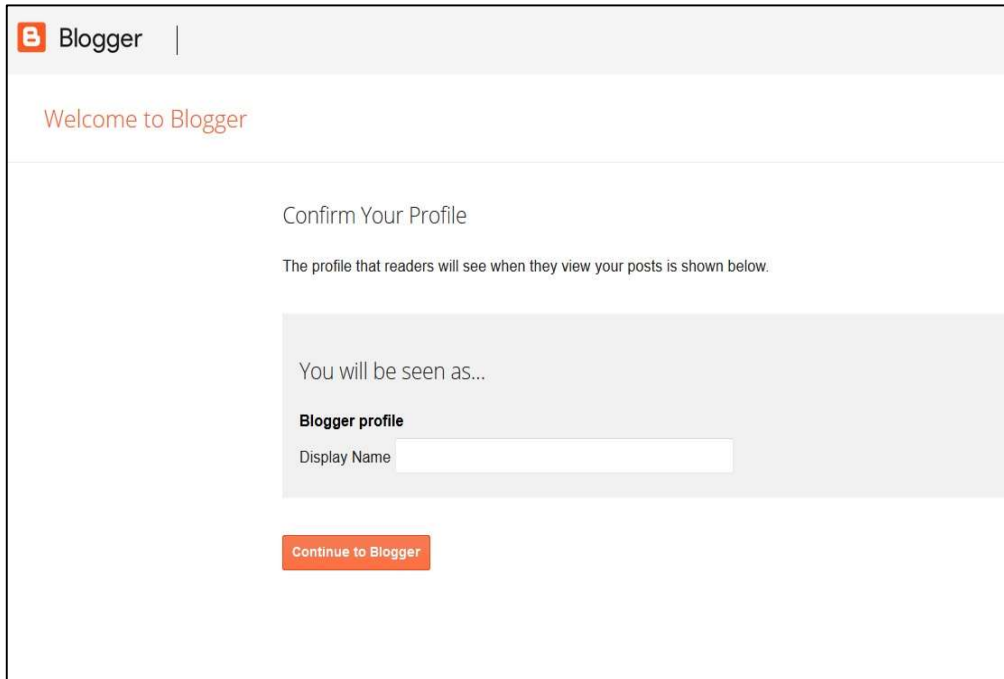 Blogger
Welcome to Blogger
Confirm Your Profile
The profile that readers will see when they view your posts is shown below.
You will be seen as...
Blogger profile
Display Name
Continue to Blogger